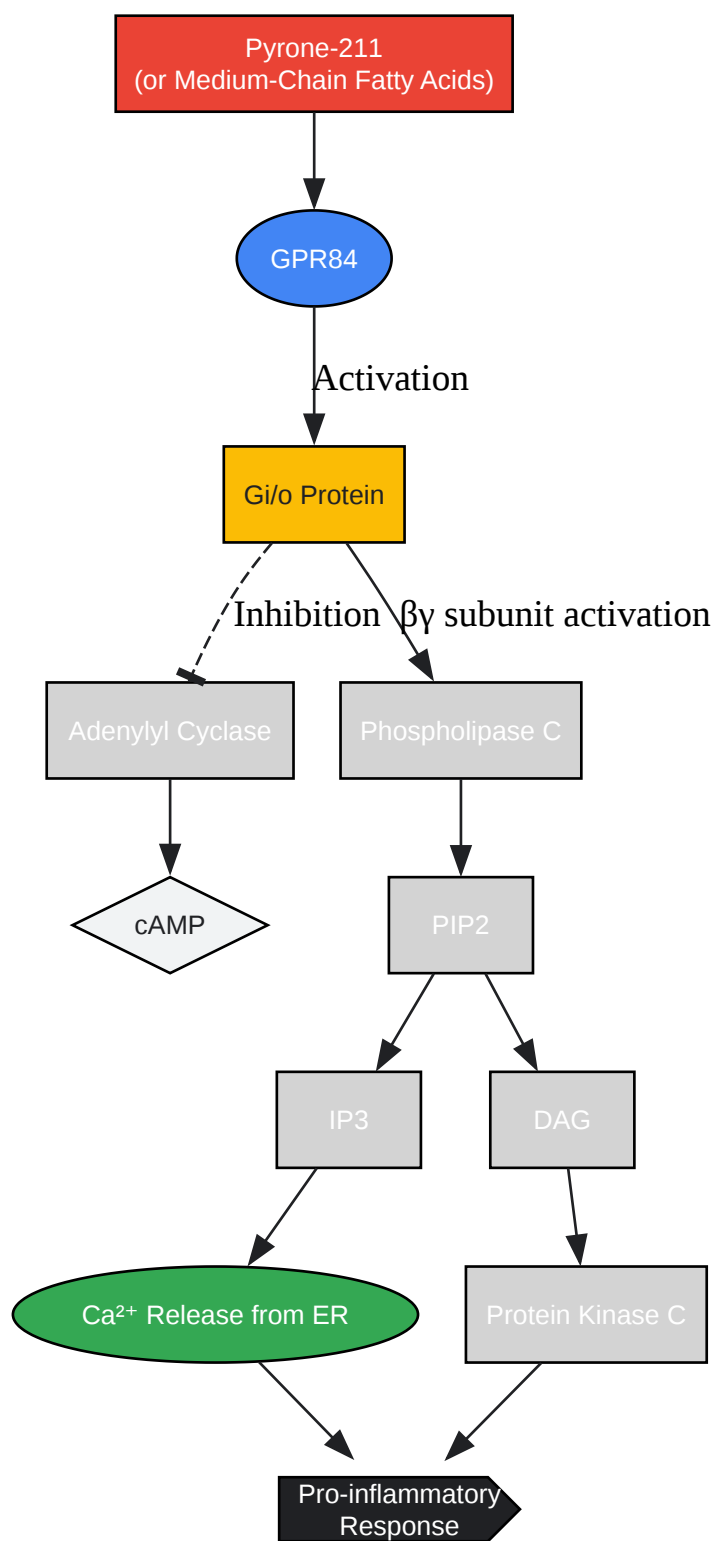 Pyrone-211
(or Medium-Chain Fatty Acids)
GPR84
Activation
Gi/o Protein
Inhibition
βγ subunit activation
Adenylyl Cyclase
Phospholipase C
cAMP
PIP2
IP3
DAG
Ca²⁺ Release from ER
Protein Kinase C
Pro-inflammatory
Response